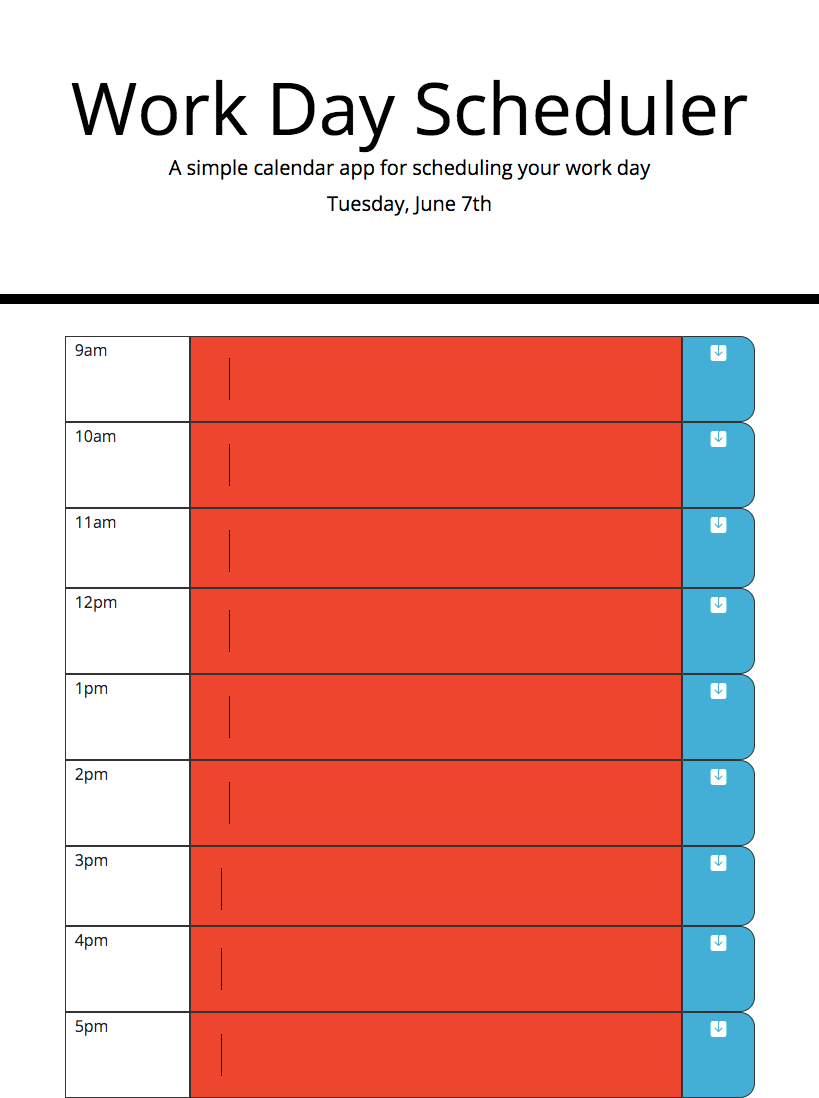 Work Day Scheduler
A simple calendar app for scheduling your work day
Tuesday, June 7th
9am
10am
11am
12pm
1pm
2pm
3pm
4pm
5pm